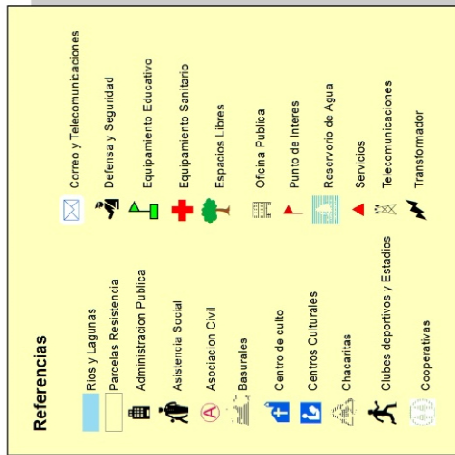 Referencias
Rios y Lagunas
Parcelas Resistencia
Administracion Publica
Asistencia Social
Asociacion Civil
Basurales
Centro de culto
Centros Culturales
Chacaritas
Clubes deportivos y Estadios
Cooperativas
Correo y Telecomunicaciones
Defensa y Seguridad
Equipamiento Educativo
Equipamiento Sanitario
Espacios Libres
Oficina Publica
Punto de Interes
Reservorio de Agua
Servicios
Telecomunicaciones
Transformador